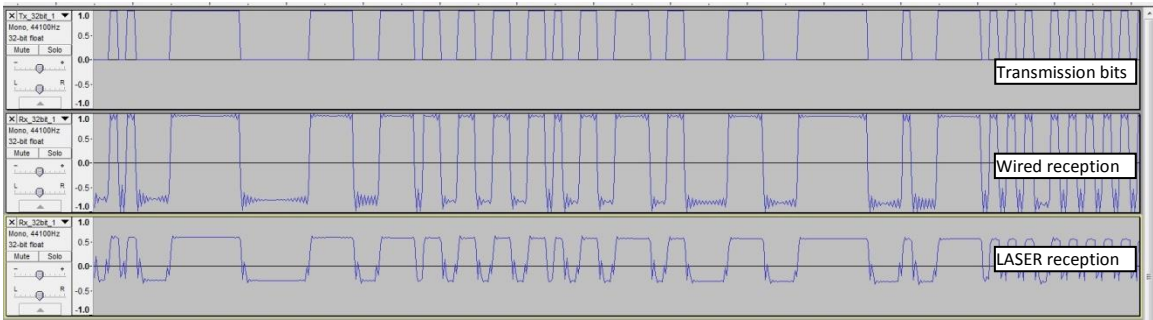 × Tx_32bit_1 ▼
Mono, 44100Hz
32-bit float
Mute Solo
- +
L R
1.0
0.5-
0.0-
-0.5-
-1.0
Transmission bits
× Rx_32bit_1 ▼
Mono, 44100Hz
32-bit float
Mute Solo
- +
L R
1.0
0.5-
0.0-
-0.5-
-1.0
Wired reception
× Rx_32bit_1 ▼
Mono, 44100Hz
32-bit float
Mute Solo
- +
L R
1.0
0.5-
0.0-
-0.5-
-1.0
LASER reception